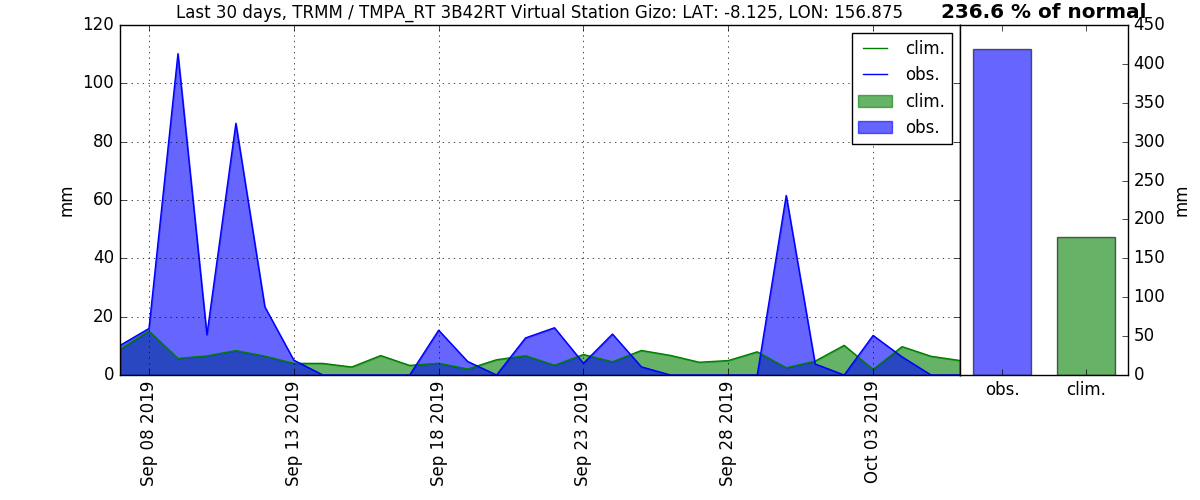 Last 30 days, TRMM / TMPA_RT 3B42RT Virtual Station Gizo: LAT: -8.125, LON: 156.875
236.6 % of normal
120
100
80
60
40
20
0
mm
clim.
obs.
clim.
obs.
Sep 08 2019
Sep 13 2019
Sep 18 2019
Sep 23 2019
Sep 28 2019
Oct 03 2019
450
400
350
300
250
200
150
100
50
0
mm
obs.
clim.